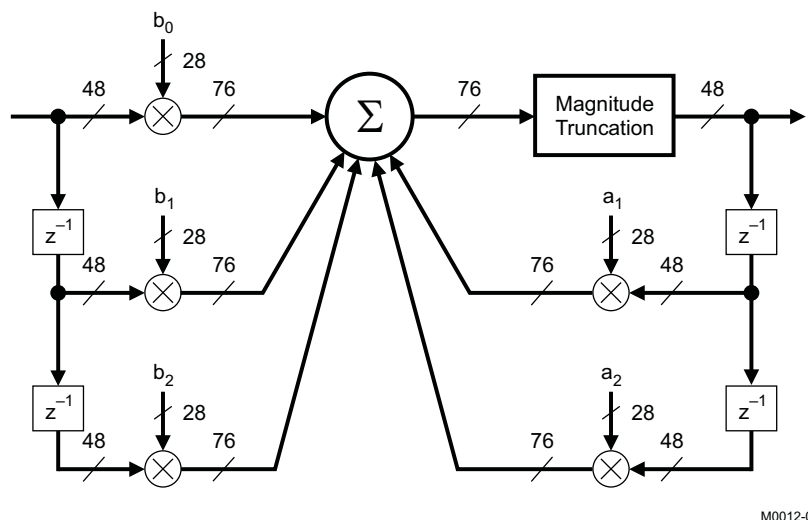 b0
28
48
76
Σ
76
Magnitude
Truncation
48
z–1
b1
28
48
76
a1
28
76
48
z–1
z–1
b2
28
48
76
a2
28
76
48
z–1
M0012-0